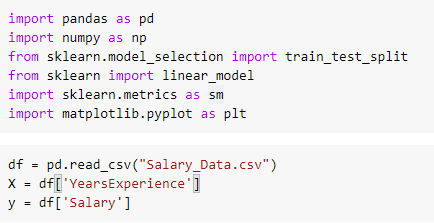 import pandas as pd
import numpy as np
from sklearn.model_selection import train_test_split
from sklearn import linear_model
import sklearn.metrics as sm
import matplotlib.pyplot as plt
df = pd.read_csv("Salary_Data.csv")
X = df['YearsExperience']
y = df['Salary']